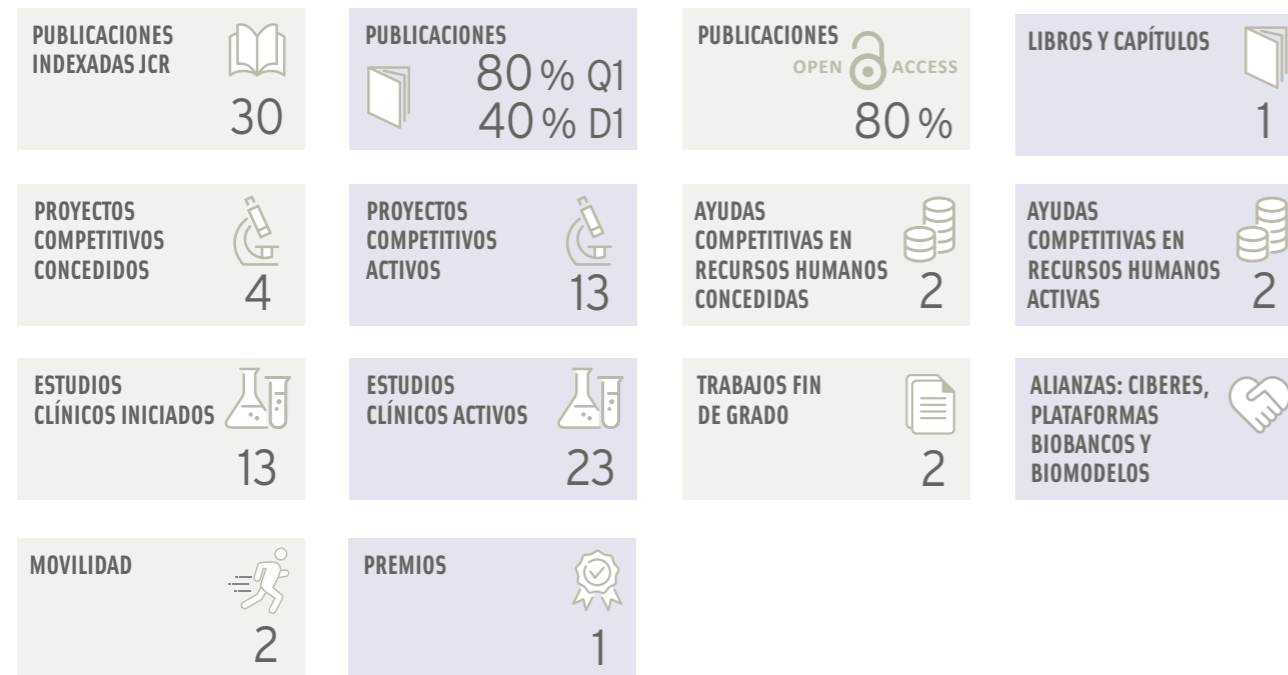 PUBLICACIONES
INDEXADAS JCR
30
PUBLICACIONES
80 % Q1
40 % D1
PUBLICACIONES
OPEN ACCESS
80 %
LIBROS Y CAPÍTULOS
1
PROYECTOS
COMPETITIVOS
CONCEDIDOS
4
PROYECTOS
COMPETITIVOS
ACTIVOS
13
AYUDAS
COMPETITIVAS EN
RECURSOS HUMANOS
CONCEDIDAS
2
AYUDAS
COMPETITIVAS EN
RECURSOS HUMANOS
ACTIVAS
2
ESTUDIOS
CLÍNICOS INICIADOS
13
ESTUDIOS
CLÍNICOS ACTIVOS
23
TRABAJOS FIN
DE GRADO
2
ALIANZAS: CIBERES,
PLATAFORMAS
BIOBANCOS Y
BIOMODELOS
MOVILIDAD
2
PREMIOS
1